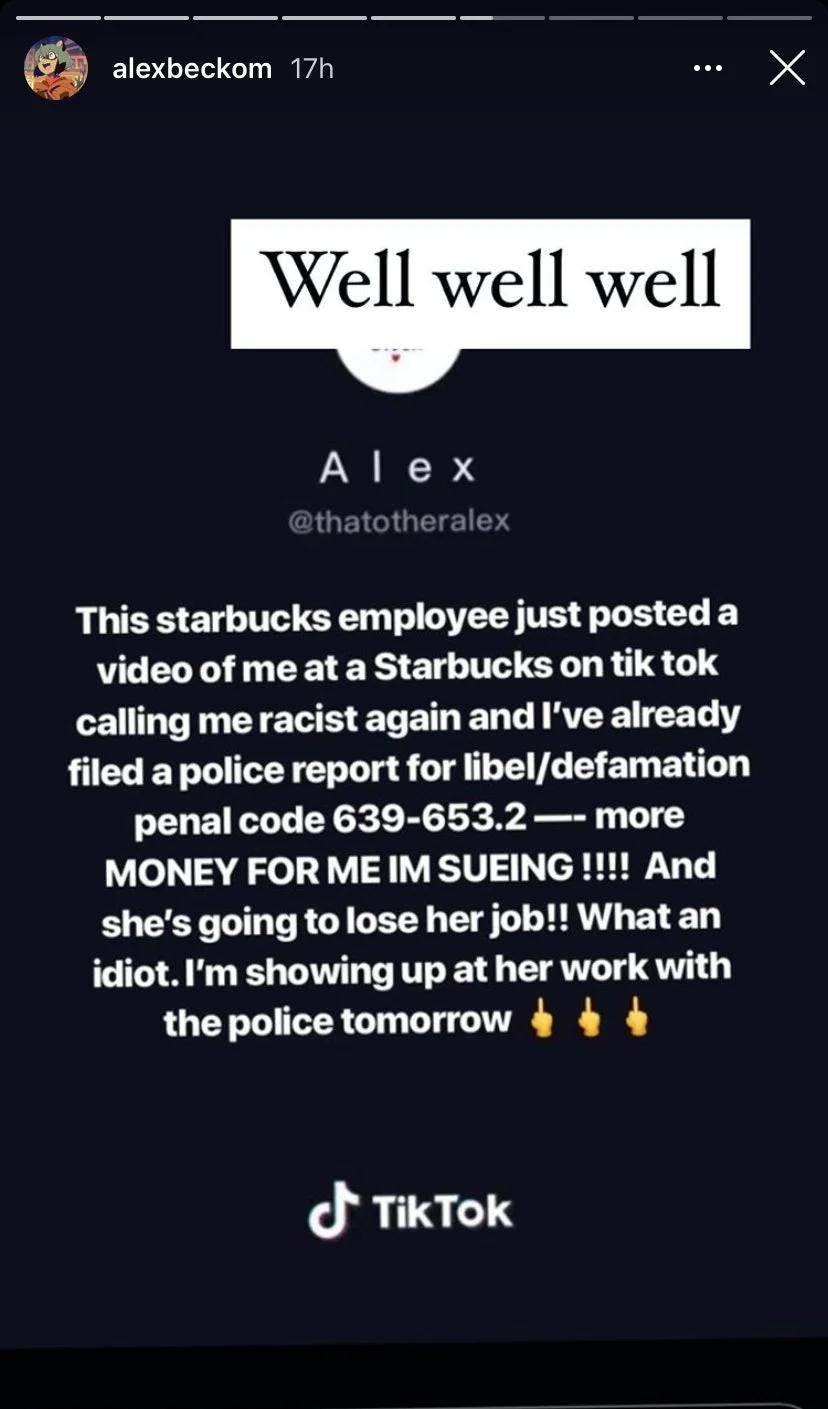 alexbeckom 17h
Well well well
A l e x
@thatotheralex
This starbucks employee just posted a
video of me at a Starbucks on tik tok
calling me racist again and I’ve already
filed a police report for libel/defamation
penal code 639-653.2 —- more
MONEY FOR ME IM SUEING !!!! And
she’s going to lose her job!! What an
idiot. I’m showing up at her work with
the police tomorrow 🖕 🖕 🖕
TikTok